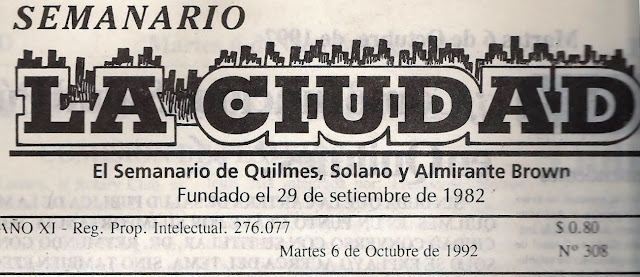 SEMANARIO
LA CIUDAD
El Semanario de Quilmes, Solano y Almirante Brown
Fundado el 29 de setiembre de 1982
AÑO XI - Reg. Prop. Intelectual. 276.077 $ 0.80
Martes 6 de Octubre de 1992 Nº 308